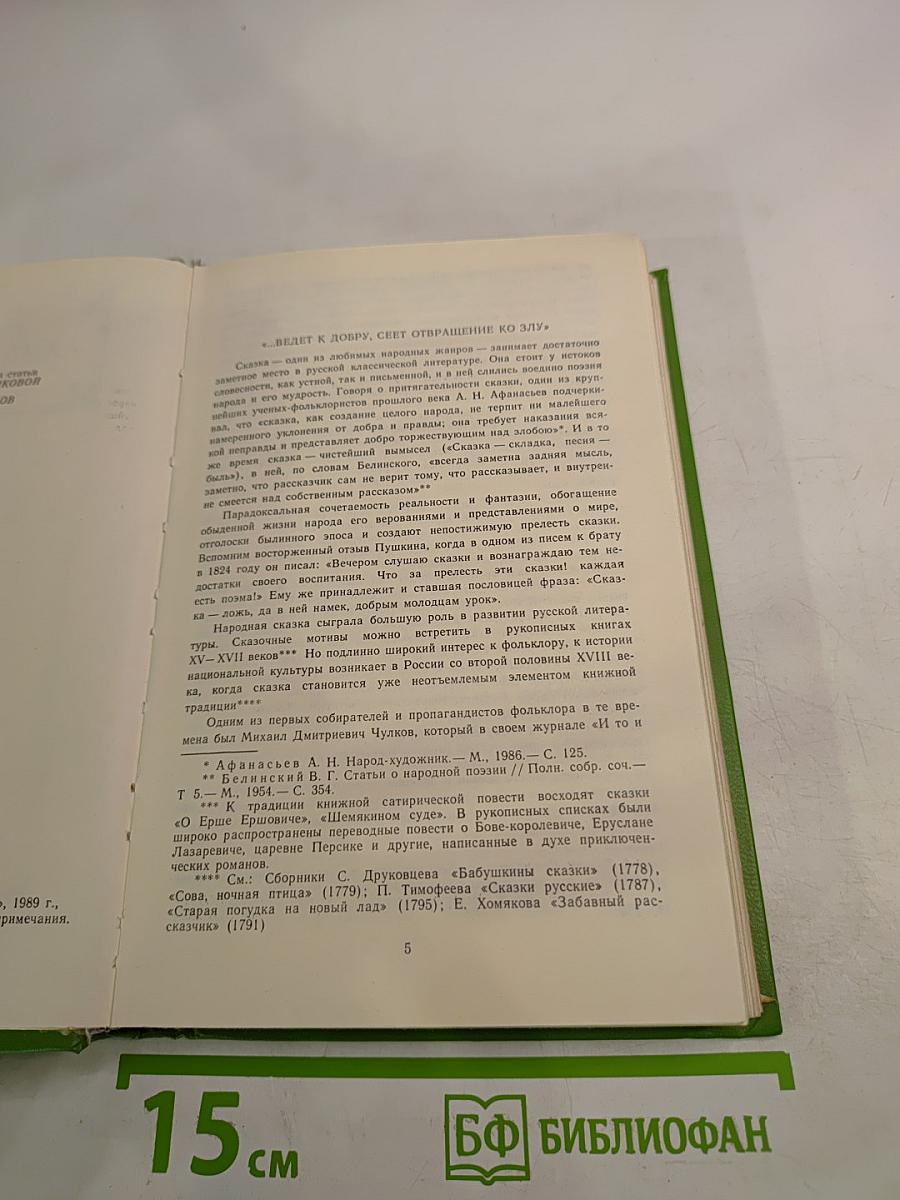 статьи
КОВОЙ
ОВ
», 1989 г.,
римечания.
«...ВЕДЕТ К ДОБРУ, СЕЕТ ОТВРАЩЕНИЕ КО ЗЛУ»
Сказка — один из любимых народных жанров — занимает достаточно
заметное место в русской классической литературе. Она стоит у истоков
словесности, как устной, так и письменной, и в ней слились воедино поэзия
народа и его мудрость. Говоря о притягательности сказки, один из круп-
нейших ученых-фольклористов прошлого века А. Н. Афанасьев подчерки-
вал, что «сказка, как создание целого народа, не терпит ни малейшего
намеренного уклонения от добра и правды; она требует наказания вся-
кой неправды и представляет добро торжествующим над злобою»*. И в то
же время сказка — чистейший вымысел («Сказка — складка, песня —
быль»), в ней, по словам Белинского, «всегда заметна задняя мысль,
заметно, что рассказчик сам не верит тому, что рассказывает, и внутрен-
не смеется над собственным рассказом»**
Парадоксальная сочетаемость реальности и фантазии, обогащение
обыденной жизни народа его верованиями и представлениями о мире,
отголоски былинного эпоса и создают непостижимую прелесть сказки.
Вспомним восторженный отзыв Пушкина, когда в одном из писем к брату
в 1824 году он писал: «Вечером слушаю сказки и вознаграждаю тем не-
достатки своего воспитания. Что за прелесть эти сказки! каждая
есть поэма!» Ему же принадлежит и ставшая пословицей фраза: «Сказ-
ка — ложь, да в ней намек, добрым молодцам урок».
Народная сказка сыграла большую роль в развитии русской литера-
туры. Сказочные мотивы можно встретить в рукописных книгах
XV—XVII веков*** Но подлинно широкий интерес к фольклору, к истории
национальной культуры возникает в России со второй половины XVIII ве-
ка, когда сказка становится уже неотъемлемым элементом книжной
традиции****
Одним из первых собирателей и пропагандистов фольклора в те вре-
мена был Михаил Дмитриевич Чулков, который в своем журнале «И то и
* Афанасьев А. Н. Народ-художник.— М., 1986.— С. 125.
** Белинский В. Г. Статьи о народной поэзии // Полн. собр. соч.—
Т 5.— М., 1954.— С. 354.
*** К традиции книжной сатирической повести восходят сказки
«О Ерше Ершовиче», «Шемякином суде». В рукописных списках были
широко распространены переводные повести о Бове-королевиче, Еруслане
Лазаревиче, царевне Персике и другие, написанные в духе приключен-
ческих романов.
**** См.: Сборники С. Друковцева «Бабушкины сказки» (1778),
«Сова, ночная птица» (1779); П. Тимофеева «Сказки русские» (1787),
«Старая погудка на новый лад» (1795); Е. Хомякова «Забавный рас-
сказчик» (1791)
5
15 см
БФ БИБЛИОФАН